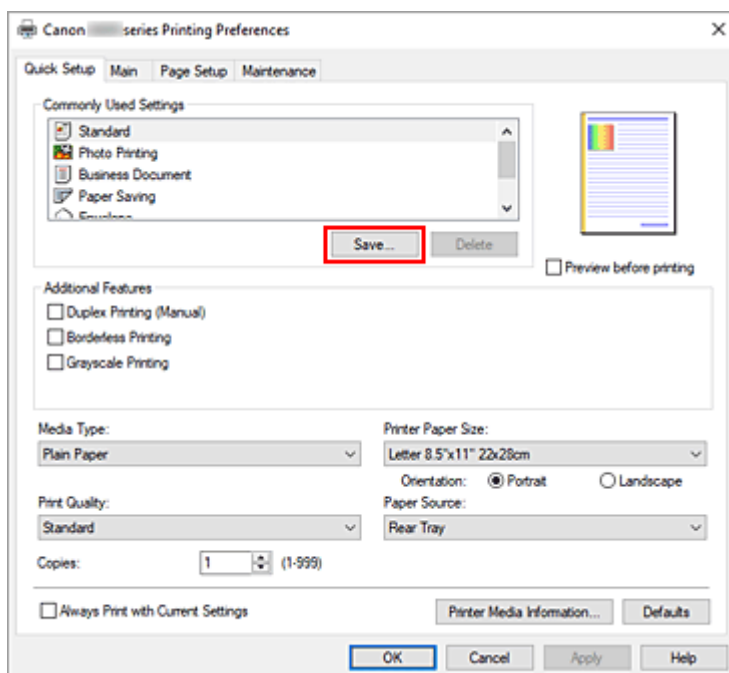 Canon series Printing Preferences
Quick Setup Main Page Setup Maintenance
Commonly Used Settings
Standard
Photo Printing
Business Document
Paper Saving
Envelope
Save... Delete
Preview before printing
Additional Features
Duplex Printing (Manual)
Borderless Printing
Grayscale Printing
Media Type: Printer Paper Size:
Plain Paper Letter 8.5"x11" 22x28cm
Orientation: Portrait Landscape
Print Quality: Paper Source:
Standard Rear Tray
Copies: 1 (1-999)
Always Print with Current Settings Printer Media Information... Defaults
OK Cancel Apply Help